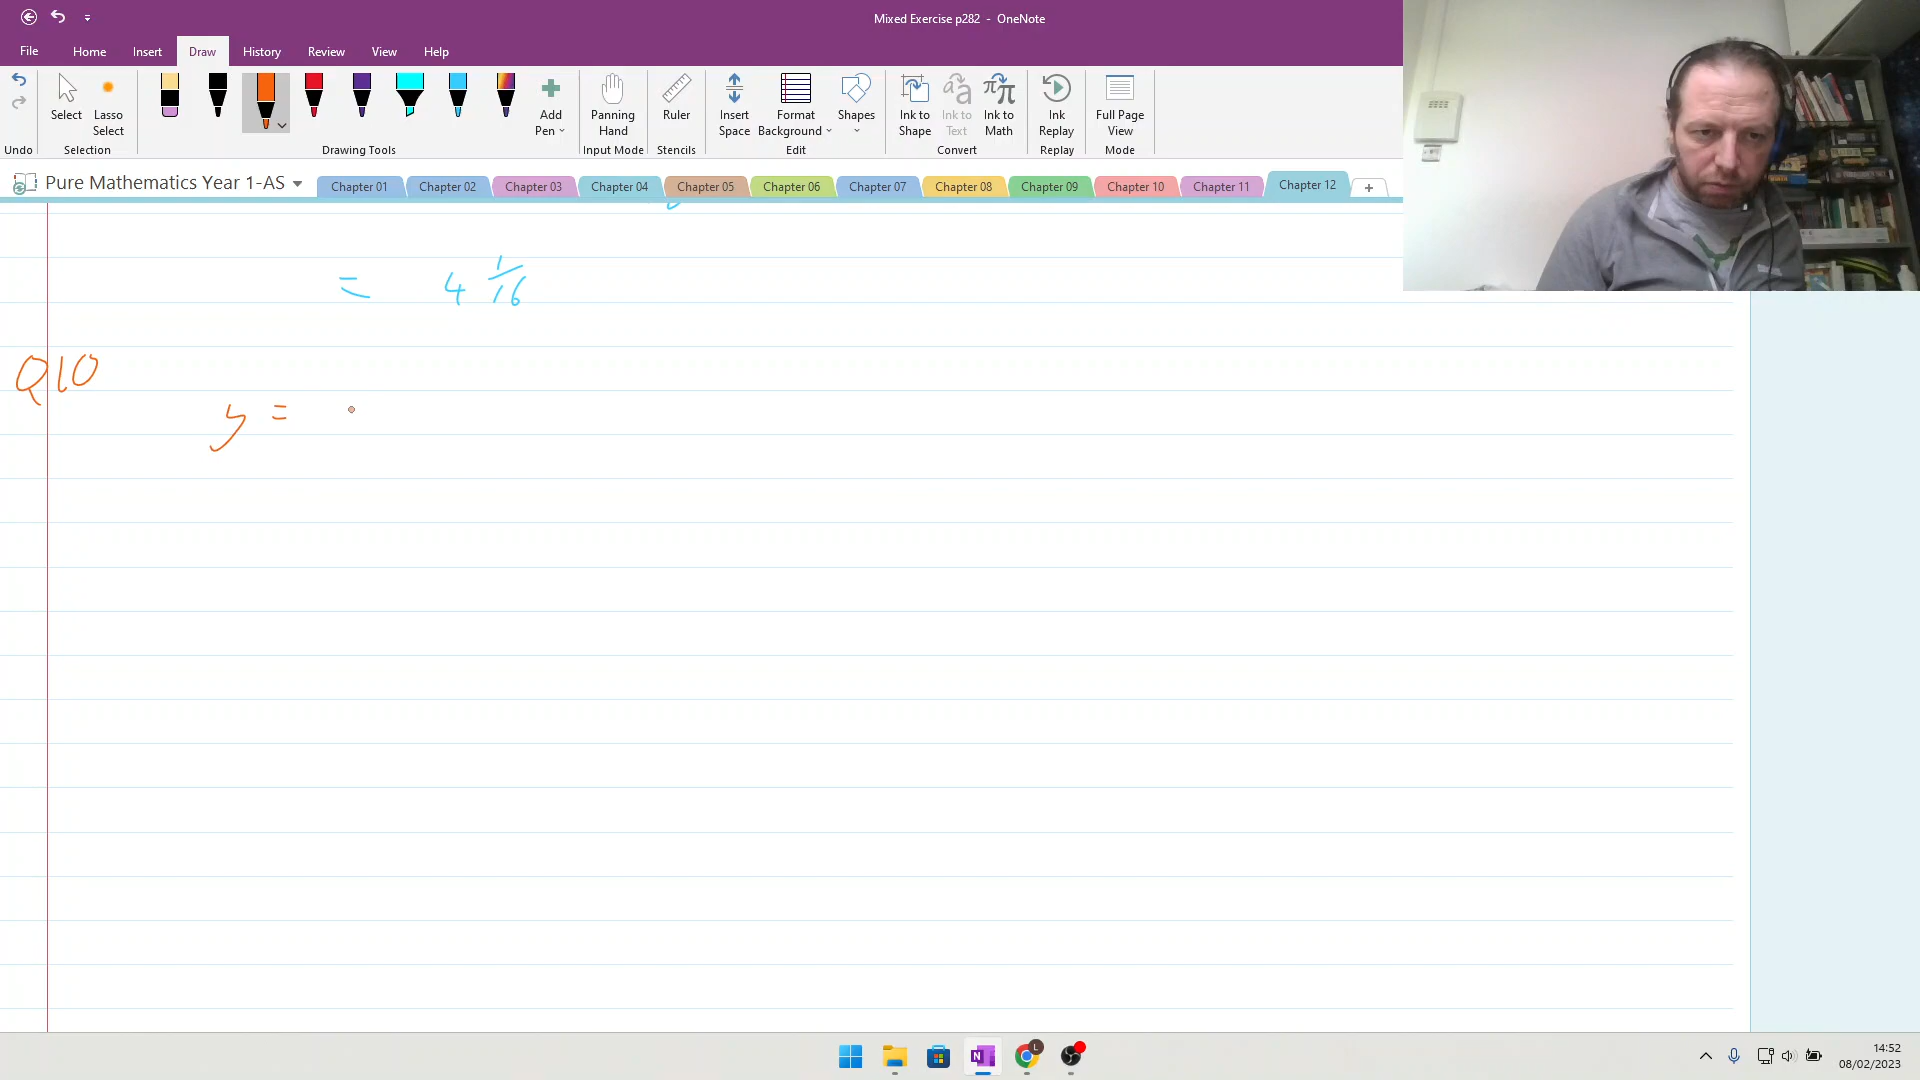 Mixed Exercise p282 - OneNote
File Home Insert Draw History Review View Help
Select
Lasso Select
Add Pen
Panning Hand
Ruler
Insert Space
Format Background
Shapes
Ink to Shape
Ink to Text
Ink to Math
Ink Replay
Full Page View
Undo Selection Drawing Tools Input Mode Stencils Edit Convert Replay Mode
Pure Mathematics Year 1-AS Chapter 01 Chapter 02 Chapter 03 Chapter 04 Chapter 05 Chapter 06 Chapter 07 Chapter 08 Chapter 09 Chapter 10 Chapter 11 Chapter 12 +
= 4 1/16
Q10
y =
14:52
08/02/2023